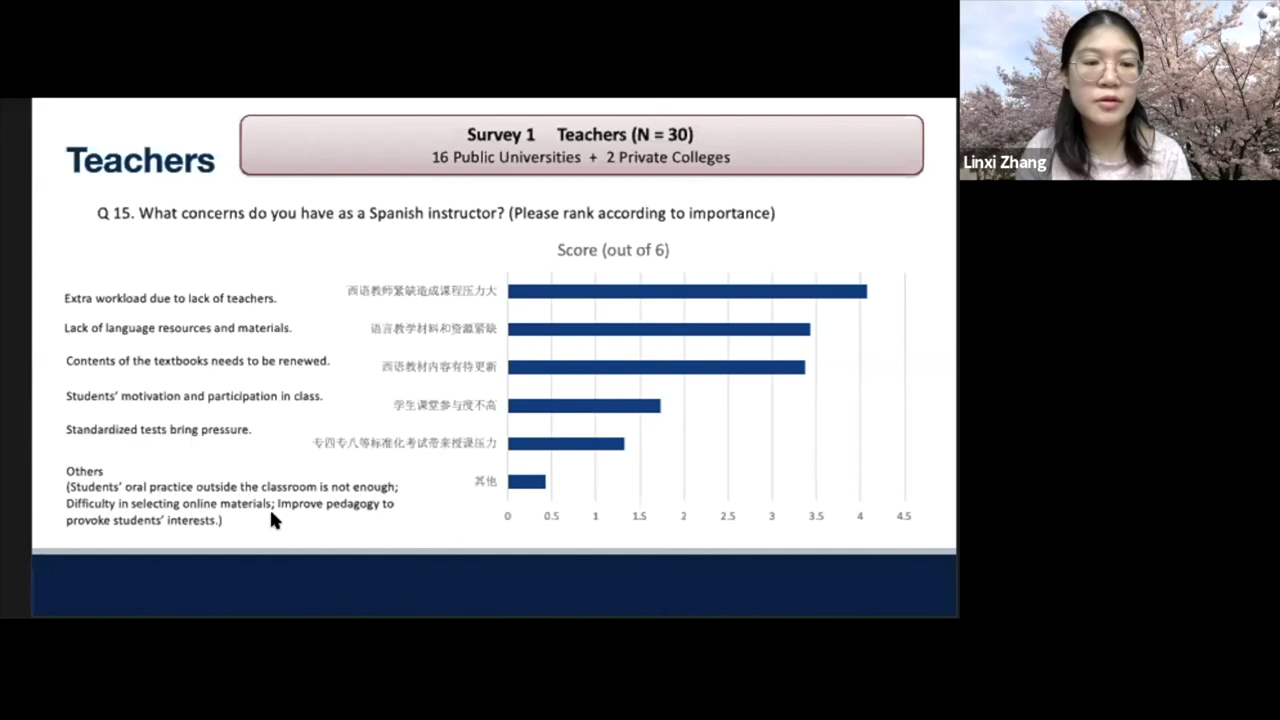 Teachers
Survey 1 Teachers (N = 30)
16 Public Universities + 2 Private Colleges
Linxi Zhang
Q 15. What concerns do you have as a Spanish instructor? (Please rank according to importance)
Score (out of 6)
Extra workload due to lack of teachers.
西语教师紧缺造成课程压力大
Lack of language resources and materials.
语言教学材料和资源紧缺
Contents of the textbooks needs to be renewed.
西语教材内容有待更新
Students' motivation and participation in class.
学生课堂参与度不高
Standardized tests bring pressure.
专四专八等标准化考试带来授课压力
Others
(Students' oral practice outside the classroom is not enough;
Difficulty in selecting online materials; Improve pedagogy to
provoke students' interests.)
其他
0 0.5 1 1.5 2 2.5 3 3.5 4 4.5